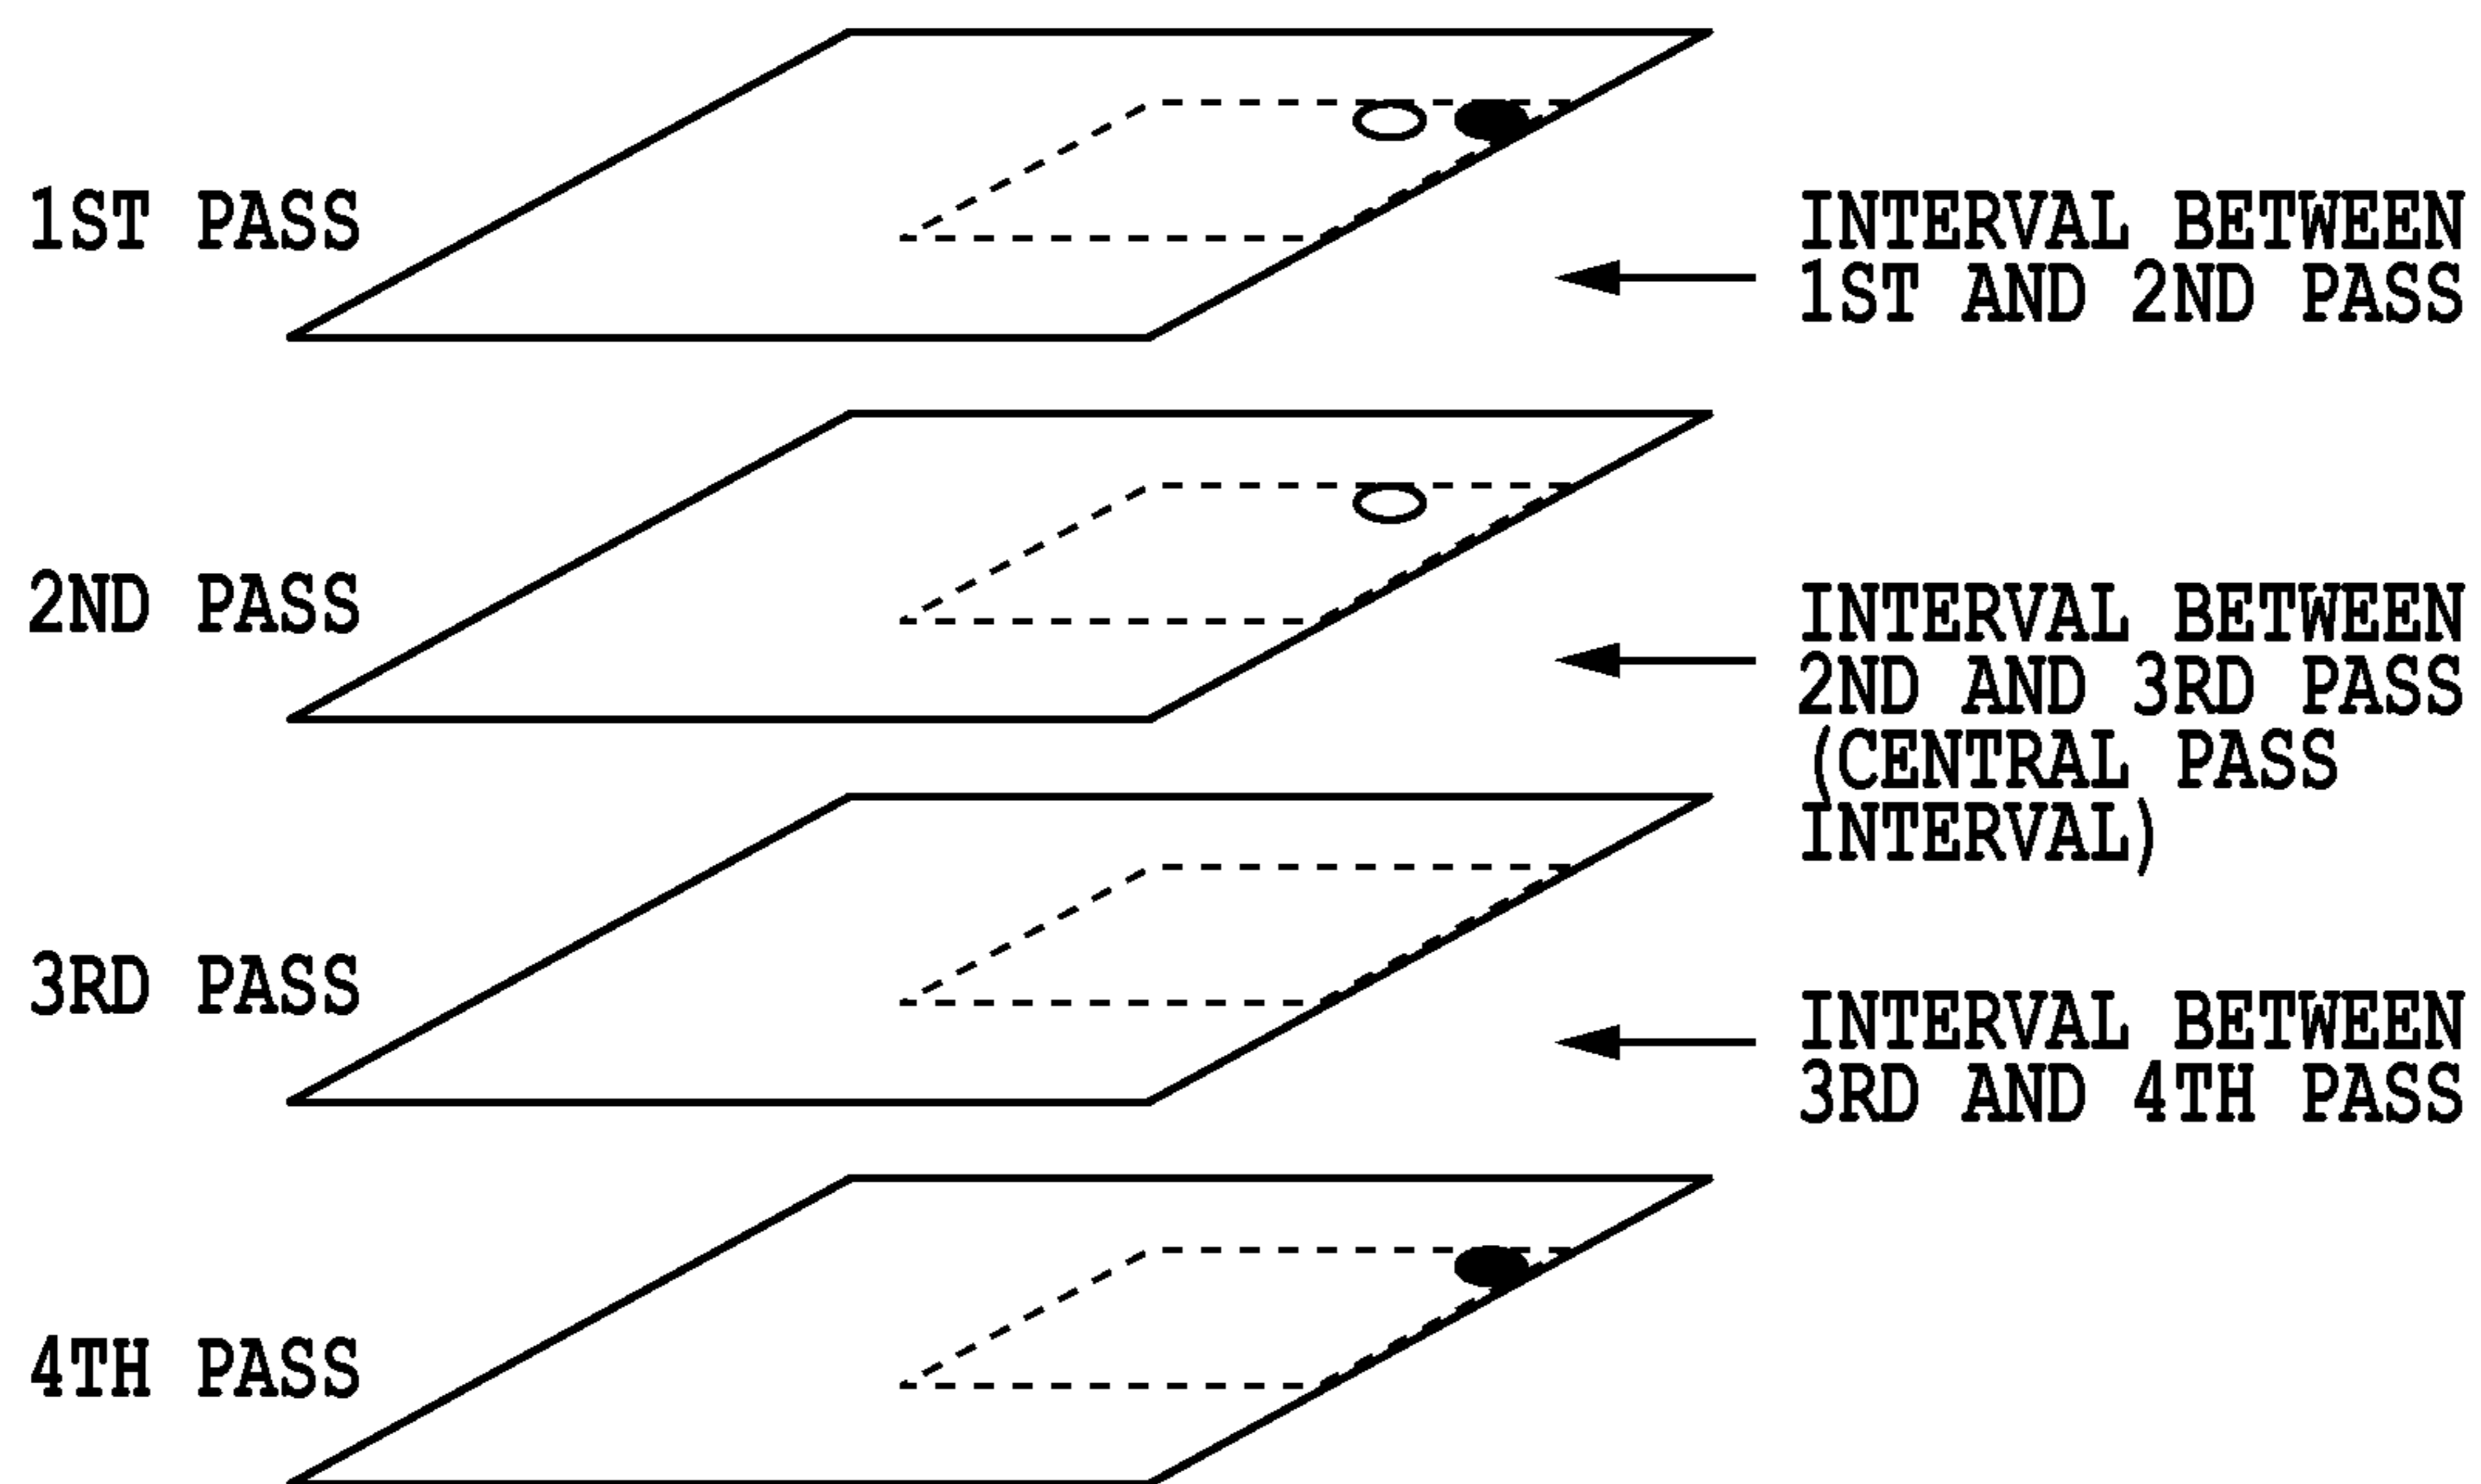 1ST PASS
INTERVAL BETWEEN
1ST AND 2ND PASS
2ND PASS
INTERVAL BETWEEN
2ND AND 3RD PASS
(CENTRAL PASS
INTERVAL)
3RD PASS
INTERVAL BETWEEN
3RD AND 4TH PASS
4TH PASS